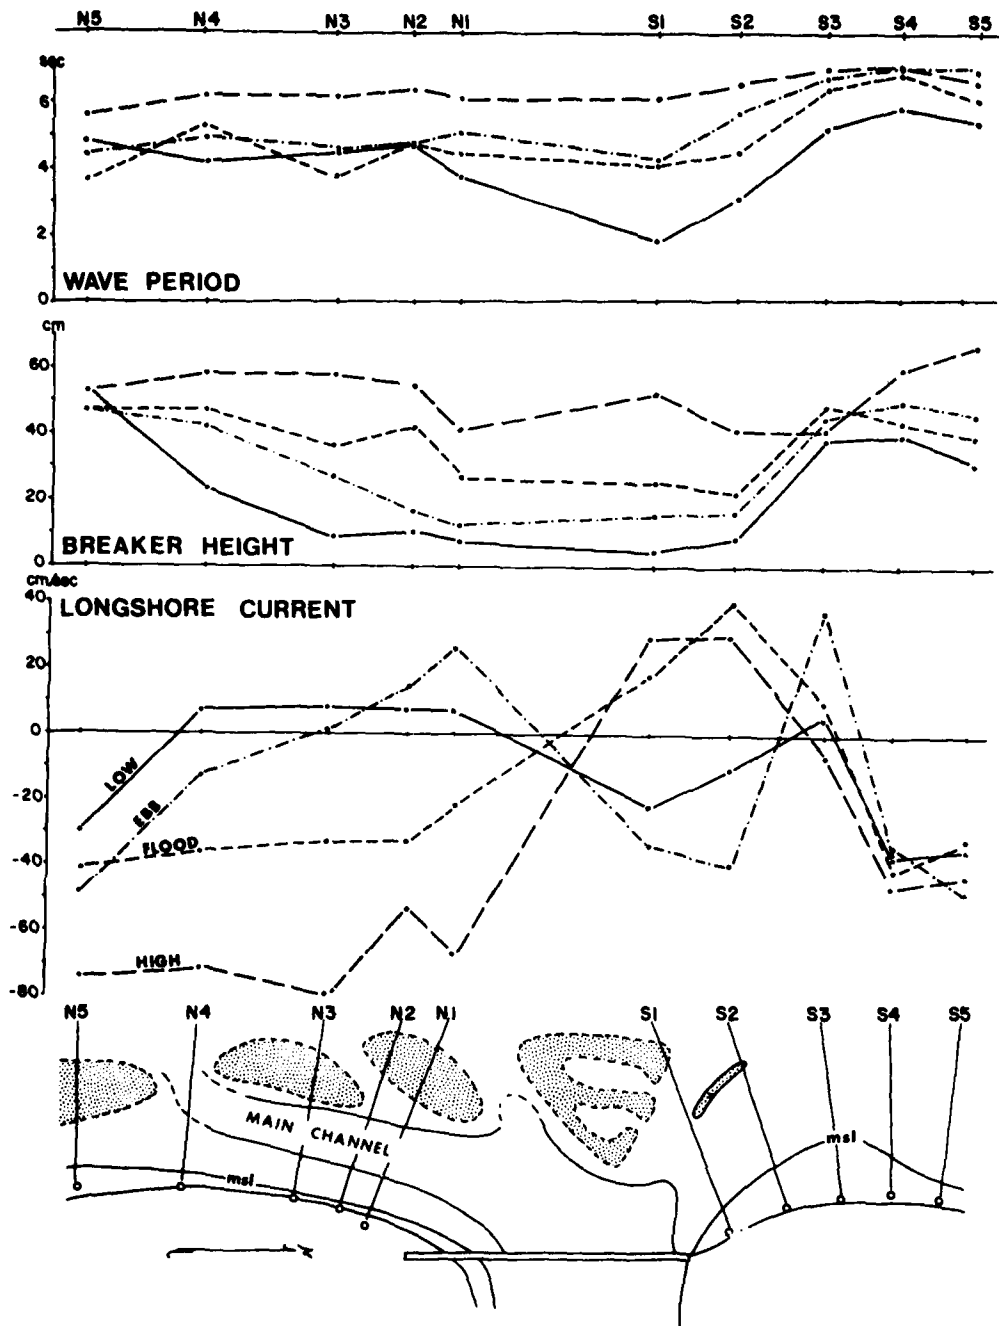 N5 N4 N3 N2 N1 S1 S2 S3 S4 S5
sec
6
4
2
0
WAVE PERIOD
cm
60
40
20
0
BREAKER HEIGHT
cm/sec
40
LONGSHORE CURRENT
20
0
-20
-40
-60
-80
LOW
EBB
FLOOD
HIGH
N5 N4 N3 N2 N1 S1 S2 S3 S4 S5
MAIN CHANNEL
msl
msl